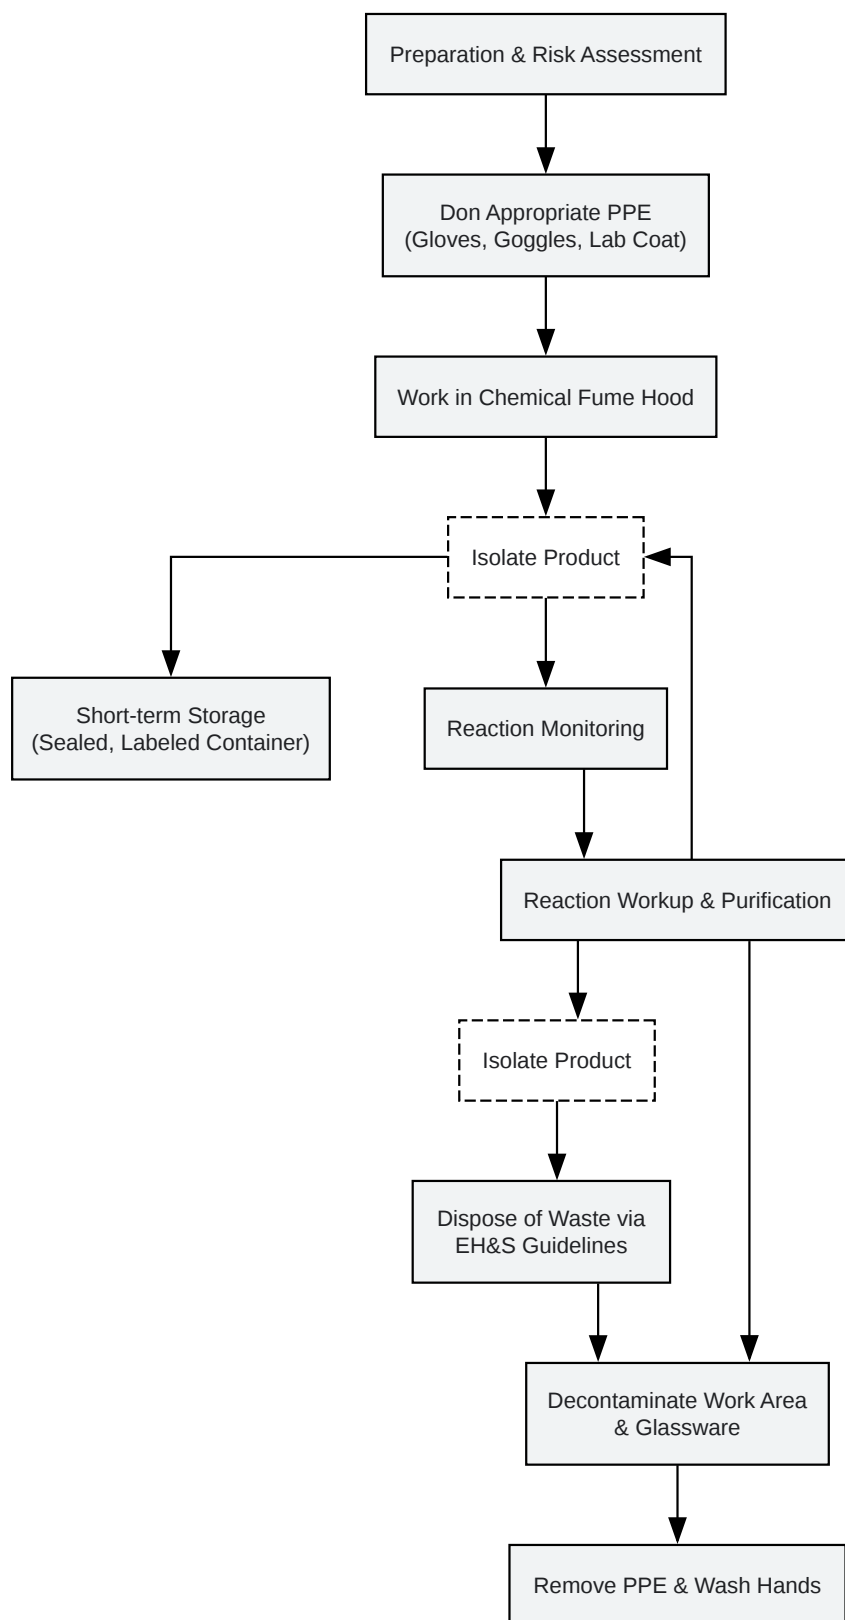 Preparation & Risk Assessment
Don Appropriate PPE
(Gloves, Goggles, Lab Coat)
Work in Chemical Fume Hood
Isolate Product
Short-term Storage
(Sealed, Labeled Container)
Reaction Monitoring
Reaction Workup & Purification
Isolate Product
Dispose of Waste via
EH&S Guidelines
Decontaminate Work Area
& Glassware
Remove PPE & Wash Hands